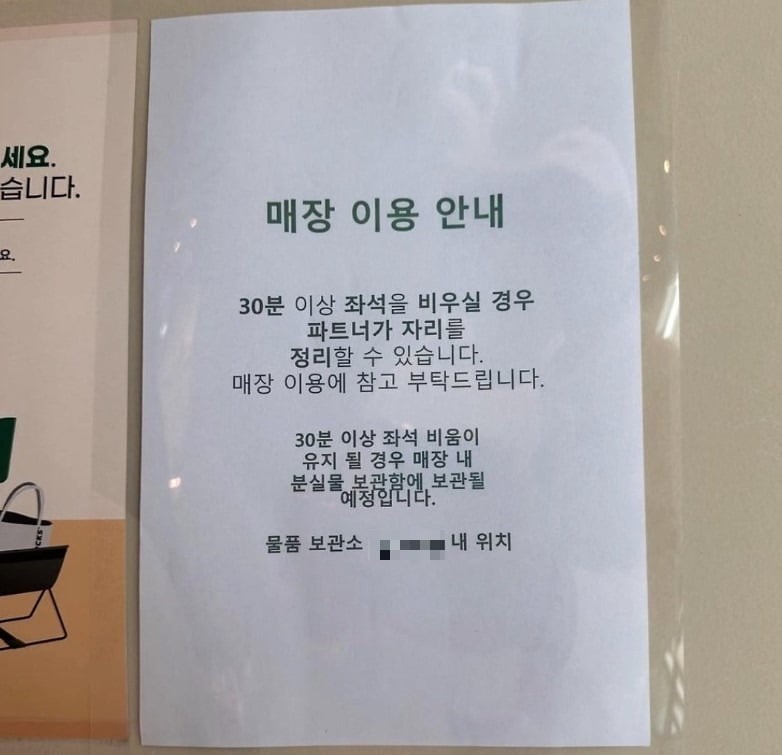 세요.
습니다.
요.
매장 이용 안내
30분 이상 좌석을 비우실 경우
파트너가 자리를
정리할 수 있습니다.
매장 이용에 참고 부탁드립니다.
30분 이상 좌석 비움이
유지 될 경우 매장 내
분실물 보관함에 보관될
예정입니다.
물품 보관소 내 위치
CKS